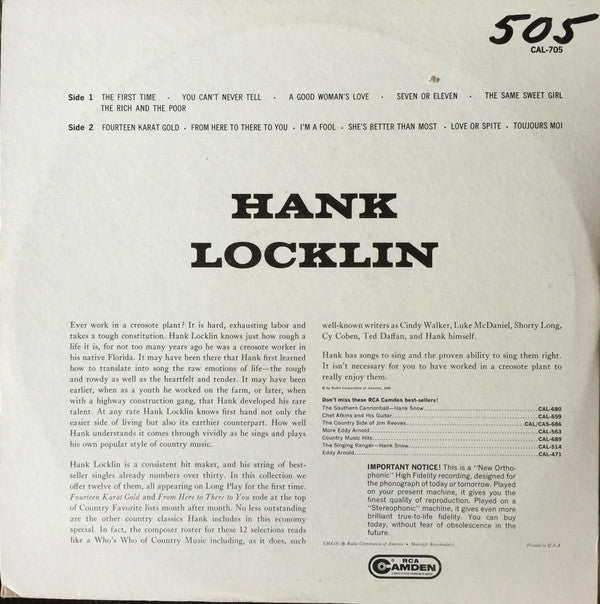 505
CAL-705
Side 1 THE FIRST TIME · YOU CAN'T NEVER TELL · A GOOD WOMAN'S LOVE · SEVEN OR ELEVEN · THE SAME SWEET GIRL
THE RICH AND THE POOR
Side 2 FOURTEEN KARAT GOLD · FROM HERE TO THERE TO YOU · I'M A FOOL · SHE'S BETTER THAN MOST · LOVE OR SPITE · TOUJOURS MOI
HANK
LOCKLIN
Ever work in a creosote plant? It is hard, exhausting labor and
takes a tough constitution. Hank Locklin knows just how rough a
life it is, for not too many years ago he was a creosote worker in
his native Florida. It may have been there that Hank first learned
how to translate into song the raw emotions of life—the rough
and rowdy as well as the heartfelt and tender. It may have been
earlier, when as a youth he worked on the farm, or later, when
with a highway construction gang, that Hank developed his rare
talent. At any rate Hank Locklin knows first hand not only the
easier side of living but also its earthier counterpart. How well
Hank understands it comes through vividly as he sings and plays
his own popular style of country music.
Hank Locklin is a consistent hit maker, and his string of best-
seller singles already numbers over thirty. In this collection we
offer twelve of them, all appearing on Long Play for the first time.
Fourteen Karat Gold and From Here to There to You rode at the top
of Country Favorite lists month after month. No less outstanding
are the other country classics Hank includes in this economy
special. In fact, the composer roster for these 12 selections reads
like a Who's Who of Country Music including, as it does, such
well-known writers as Cindy Walker, Luke McDaniel, Shorty Long,
Cy Coben, Ted Daffan, and Hank himself.
Hank has songs to sing and the proven ability to sing them right.
It isn't necessary for you to have worked in a creosote plant to
really enjoy them.
© by Radio Corporation of America,
Don't miss these RCA Camden best-sellers!
The Southern Cannonball—Hank Snow CAL-680
Chet Atkins and His Guitar CAL-659
The Country Side of Jim Reeves CAL/CAS-686
More Eddy Arnold CAL-563
Country Music Hits CAL-689
The Singing Ranger—Hank Snow CAL-514
Eddy Arnold CAL-471
IMPORTANT NOTICE! This is a "New Ortho-
phonic" High Fidelity recording, designed for
the phonograph of today or tomorrow. Played
on your present machine, it gives you the
finest quality of reproduction. Played on a
"Stereophonic" machine, it gives even more
brilliant true-to-life fidelity. You can buy
today, without fear of obsolescence in the
future.
TMK(S) ® Radio Corporation of America · Marca(s) Registrada(s) Printed in U.S.A.
RCA
CAMDEN